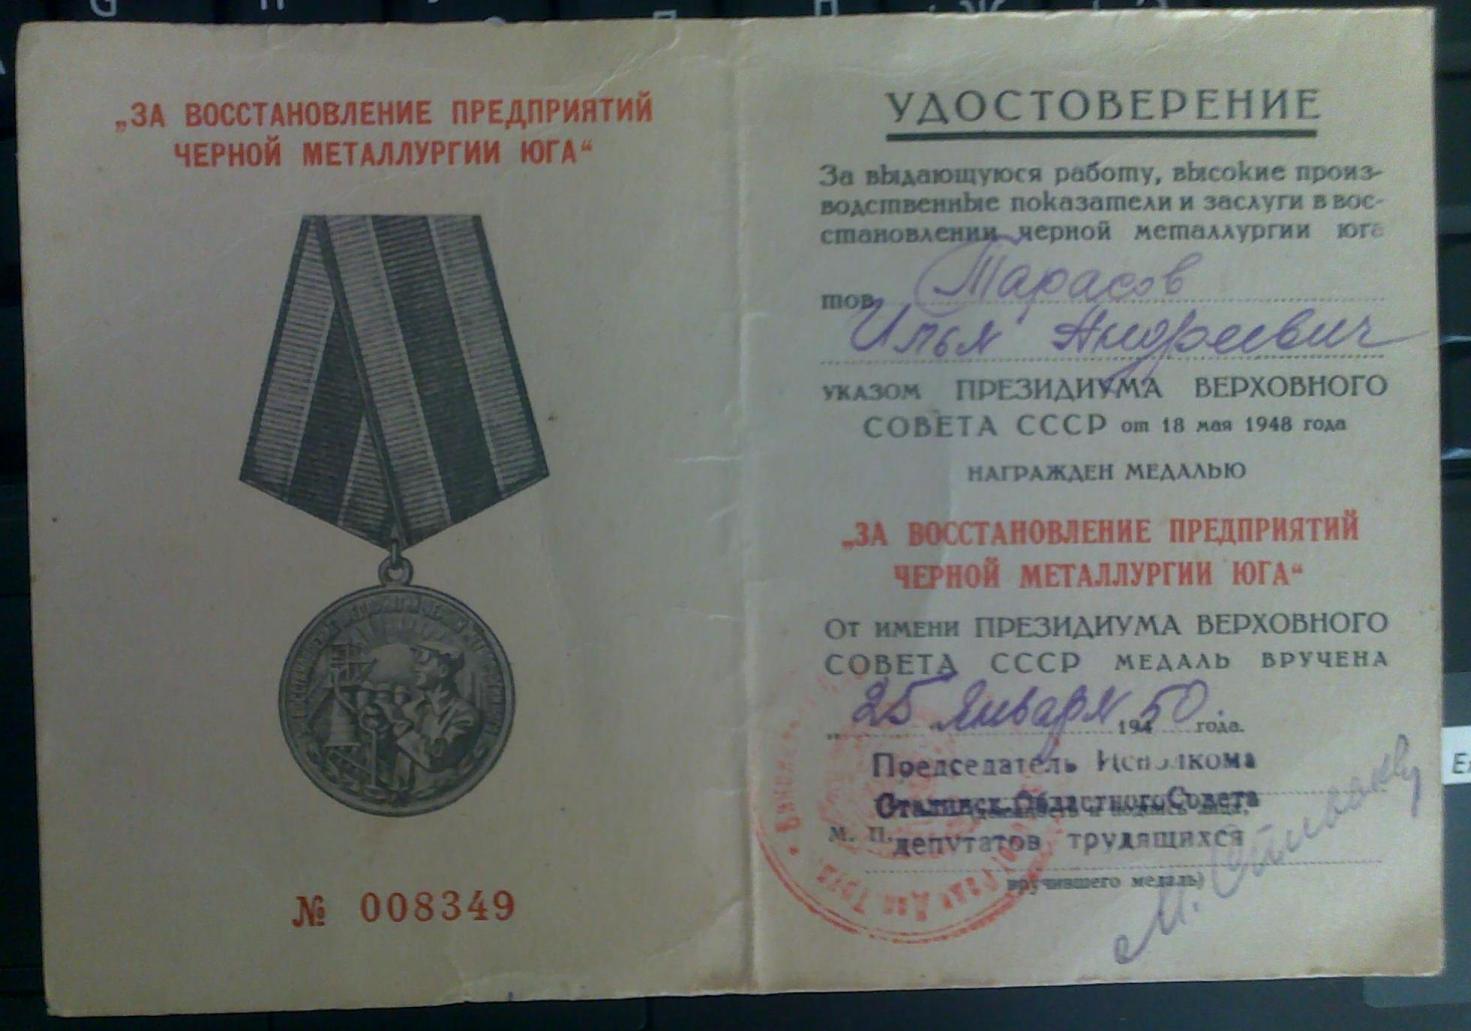 „ЗА ВОССТАНОВЛЕНИЕ ПРЕДПРИЯТИЙ
ЧЕРНОЙ МЕТАЛЛУРГИИ ЮГА“
№ 008349
УДОСТОВЕРЕНИЕ
За выдающуюся работу, высокие произ-
водственные показатели и заслуги в вос-
становлении черной металлургии юга
тов. Тарасов
Илья Андреевич
указом ПРЕЗИДИУМА ВЕРХОВНОГО
СОВЕТА СССР от 18 мая 1948 года
НАГРАЖДЕН МЕДАЛЬЮ
„ЗА ВОССТАНОВЛЕНИЕ ПРЕДПРИЯТИЙ
ЧЕРНОЙ МЕТАЛЛУРГИИ ЮГА“
От имени ПРЕЗИДИУМА ВЕРХОВНОГО
СОВЕТА СССР МЕДАЛЬ ВРУЧЕНА
„25 января 194 50. года.
Председатель Исполкома
Сталинск. Областного Совета
М. П. депутатов трудящихся
вручившего медаль)